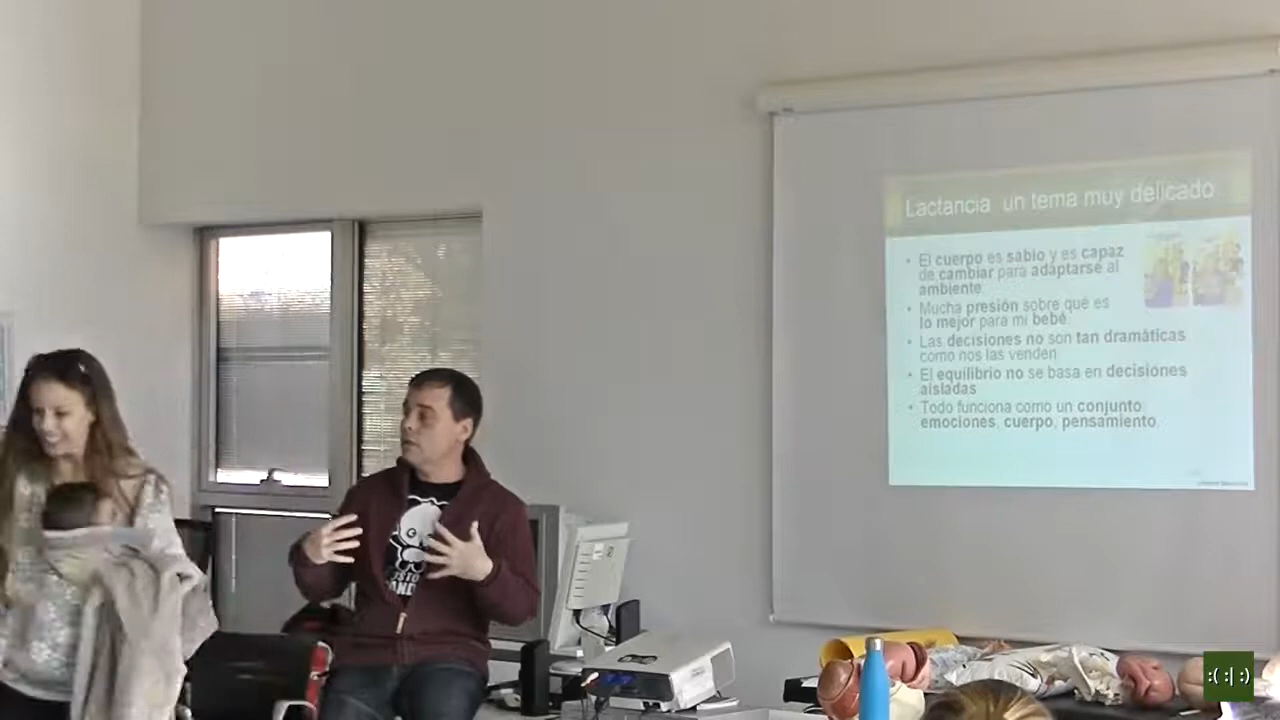 Lactancia un tema muy delicado
• El cuerpo es sabio y es capaz
de cambiar para adaptarse al
ambiente.
• Mucha presión sobre qué es
lo mejor para mi bebé.
• Las decisiones no son tan dramáticas
como nos las venden
• El equilibrio no se basa en decisiones
aisladas
• Todo funciona como un conjunto:
emociones, cuerpo, pensamiento.
:( :| :)